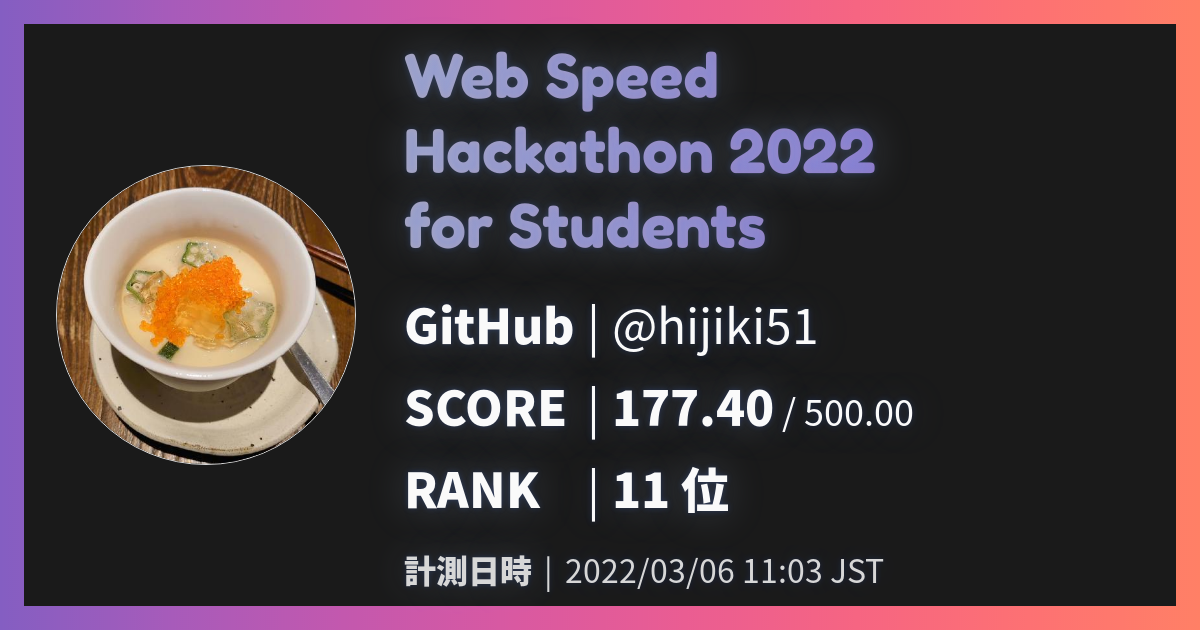 Web Speed
Hackathon 2022
for Students
GitHub | @hijiki51
SCORE | 177.40 / 500.00
RANK | 11 位
計測日時 | 2022/03/06 11:03 JST